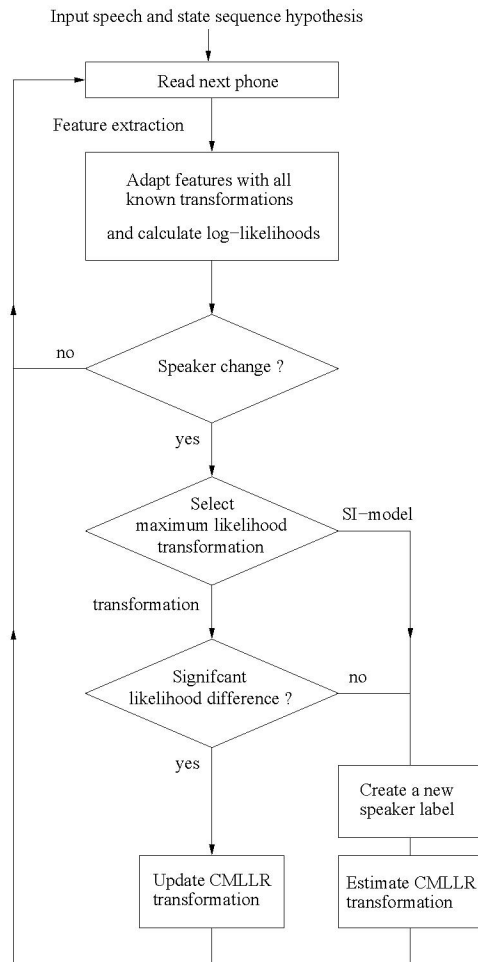 Input speech and state sequence hypothesis
Read next phone
Feature extraction
Adapt features with all
known transformations
and calculate log−likelihoods
no
Speaker change ?
yes
Select
maximum likelihood
transformation
SI−model
transformation
Signifcant
likelihood difference ?
no
yes
Create a new
speaker label
Update CMLLR
transformation
Estimate CMLLR
transformation